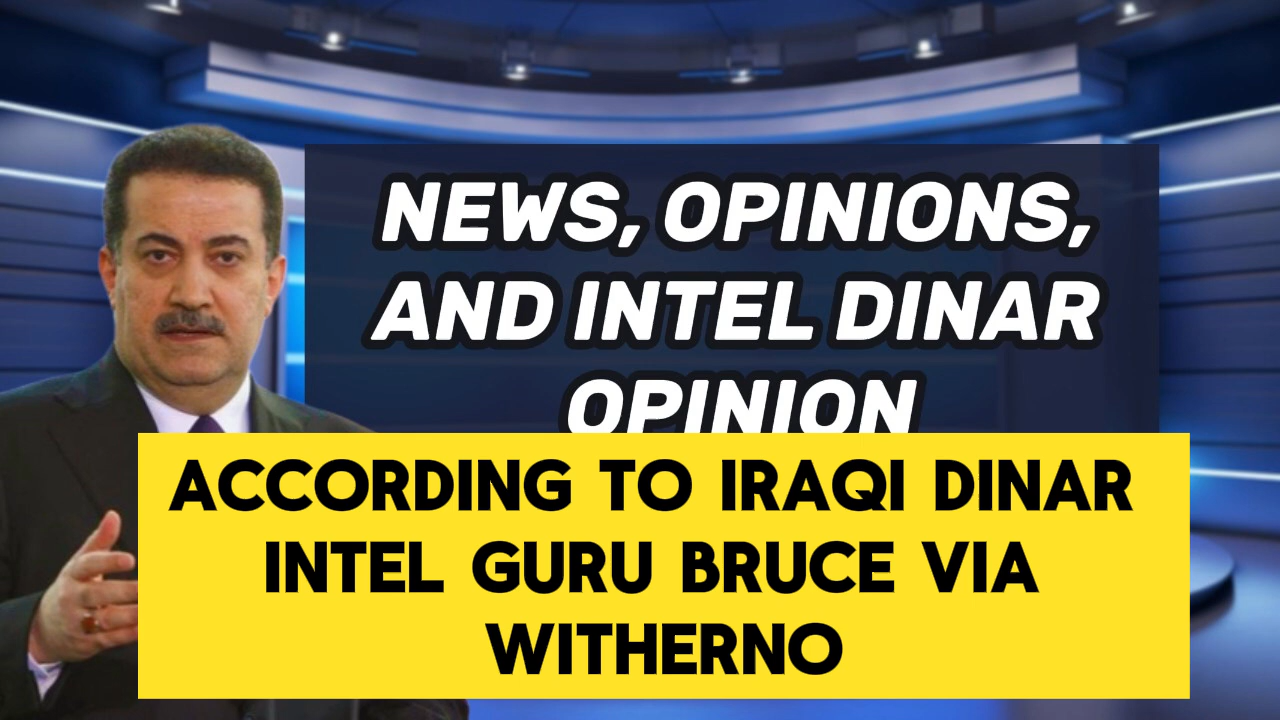 NEWS, OPINIONS,
AND INTEL DINAR
OPINION
ACCORDING TO IRAQI DINAR
INTEL GURU BRUCE VIA
WITHERNO